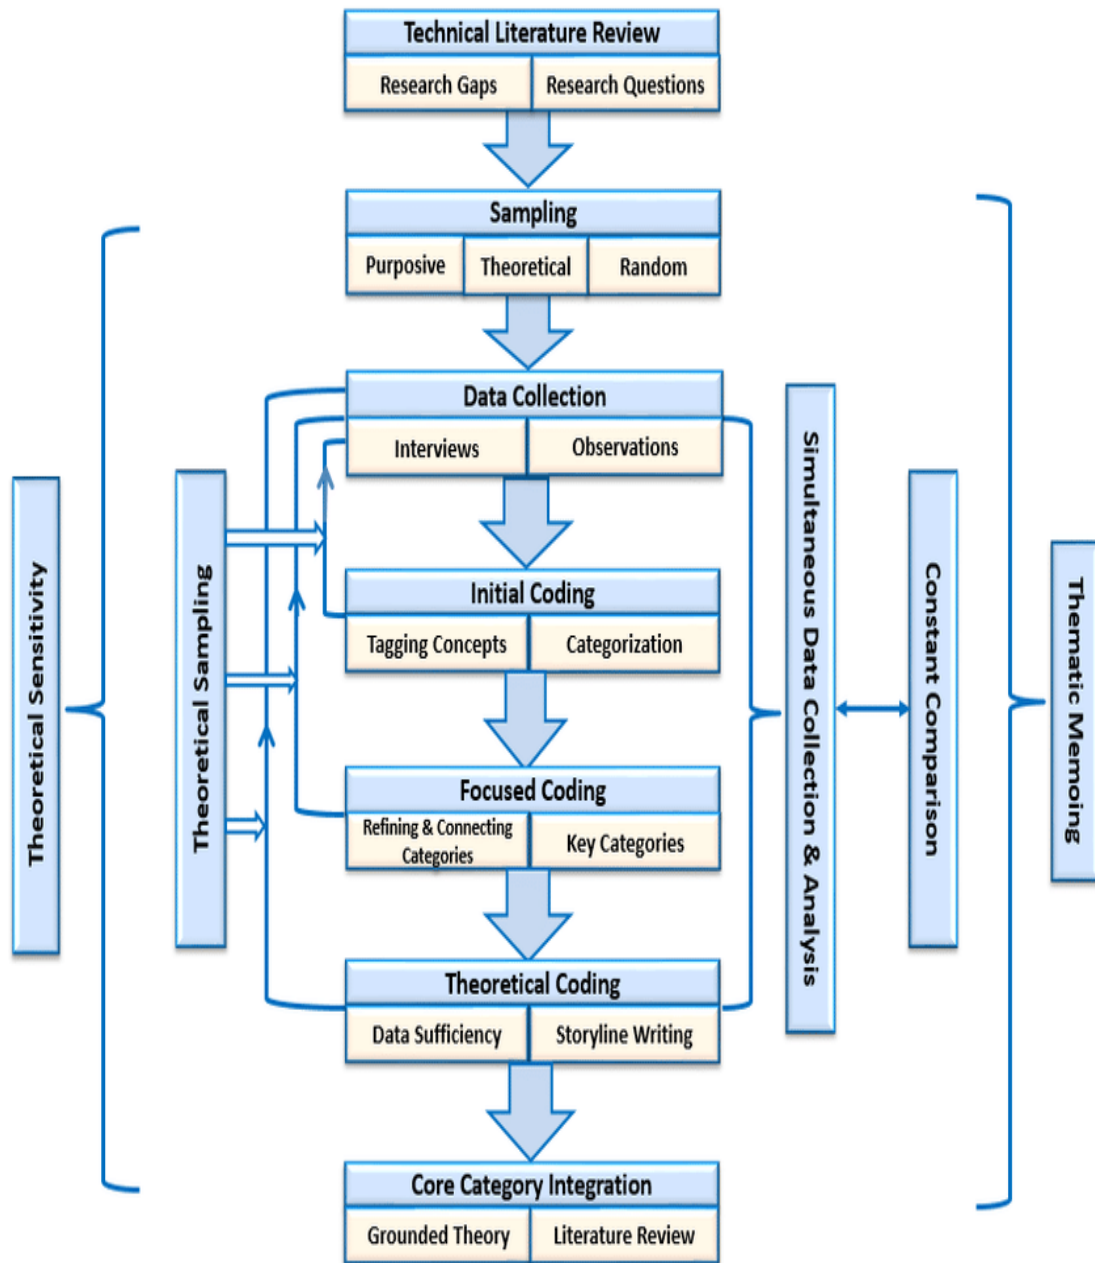 Technical Literature Review
Research Gaps
Research Questions
Sampling
Purposive
Theoretical
Random
Data Collection
Interviews
Observations
Initial Coding
Tagging Concepts
Categorization
Focused Coding
Refining & Connecting
Categories
Key Categories
Theoretical Coding
Data Sufficiency
Storyline Writing
Core Category Integration
Grounded Theory
Literature Review
Theoretical Sensitivity
Theoretical Sampling
Simultaneous Data Collection & Analysis
Constant Comparison
Thematic Memoing